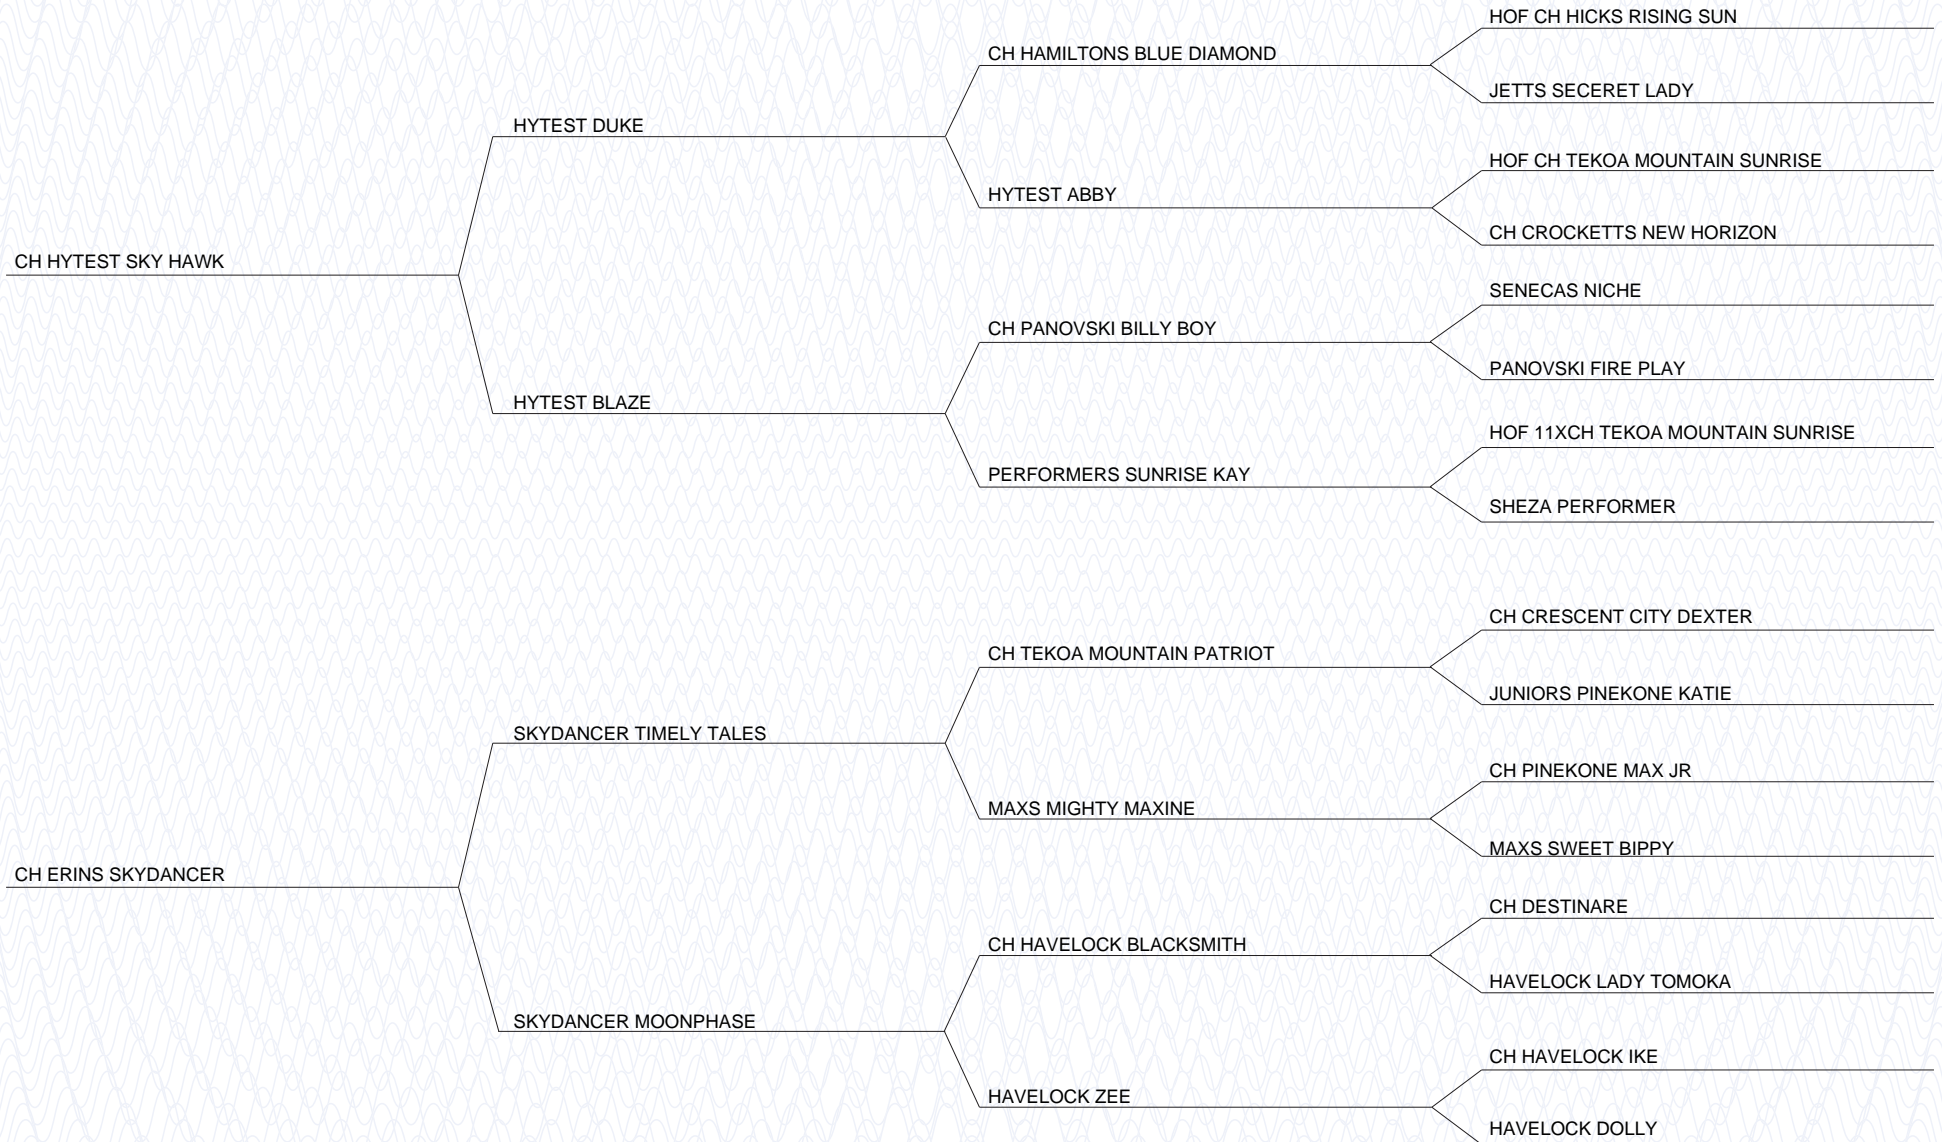 HOF CH HICKS RISING SUN
CH HAMILTONS BLUE DIAMOND
JETTS SECERET LADY
HYTEST DUKE
HOF CH TEKOA MOUNTAIN SUNRISE
HYTEST ABBY
CH CROCKETTS NEW HORIZON
CH HYTEST SKY HAWK
SENECAS NICHE
CH PANOVSKI BILLY BOY
PANOVSKI FIRE PLAY
HYTEST BLAZE
HOF 11XCH TEKOA MOUNTAIN SUNRISE
PERFORMERS SUNRISE KAY
SHEZA PERFORMER
CH CRESCENT CITY DEXTER
CH TEKOA MOUNTAIN PATRIOT
JUNIORS PINEKONE KATIE
SKYDANCER TIMELY TALES
CH PINEKONE MAX JR
MAXS MIGHTY MAXINE
MAXS SWEET BIPPY
CH ERINS SKYDANCER
CH DESTINARE
CH HAVELOCK BLACKSMITH
HAVELOCK LADY TOMOKA
SKYDANCER MOONPHASE
CH HAVELOCK IKE
HAVELOCK ZEE
HAVELOCK DOLLY